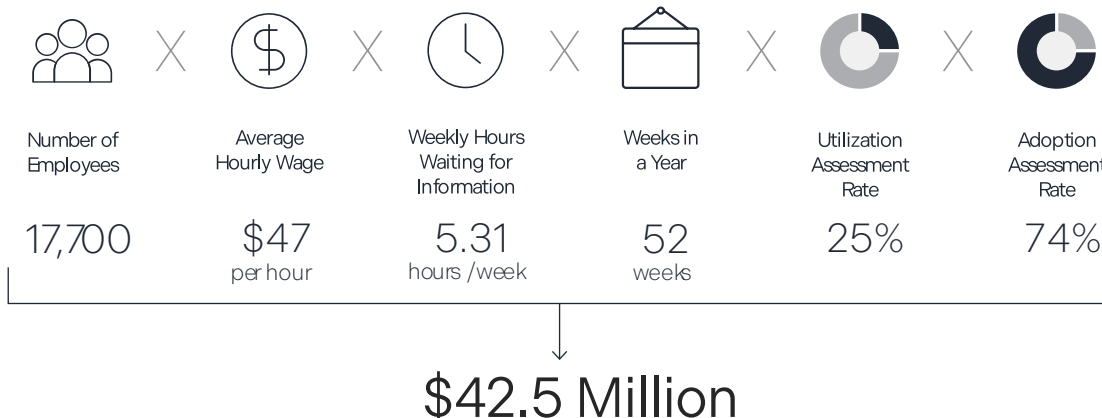 Number of
Employees
17,700
Average
Hourly Wage
$47
per hour
Weekly Hours
Waiting for
Information
5.31
hours / week
Weeks in
a Year
52
weeks
Utilization
Assessment
Rate
25%
Adoption
Assessment
Rate
74%
$42.5 Million